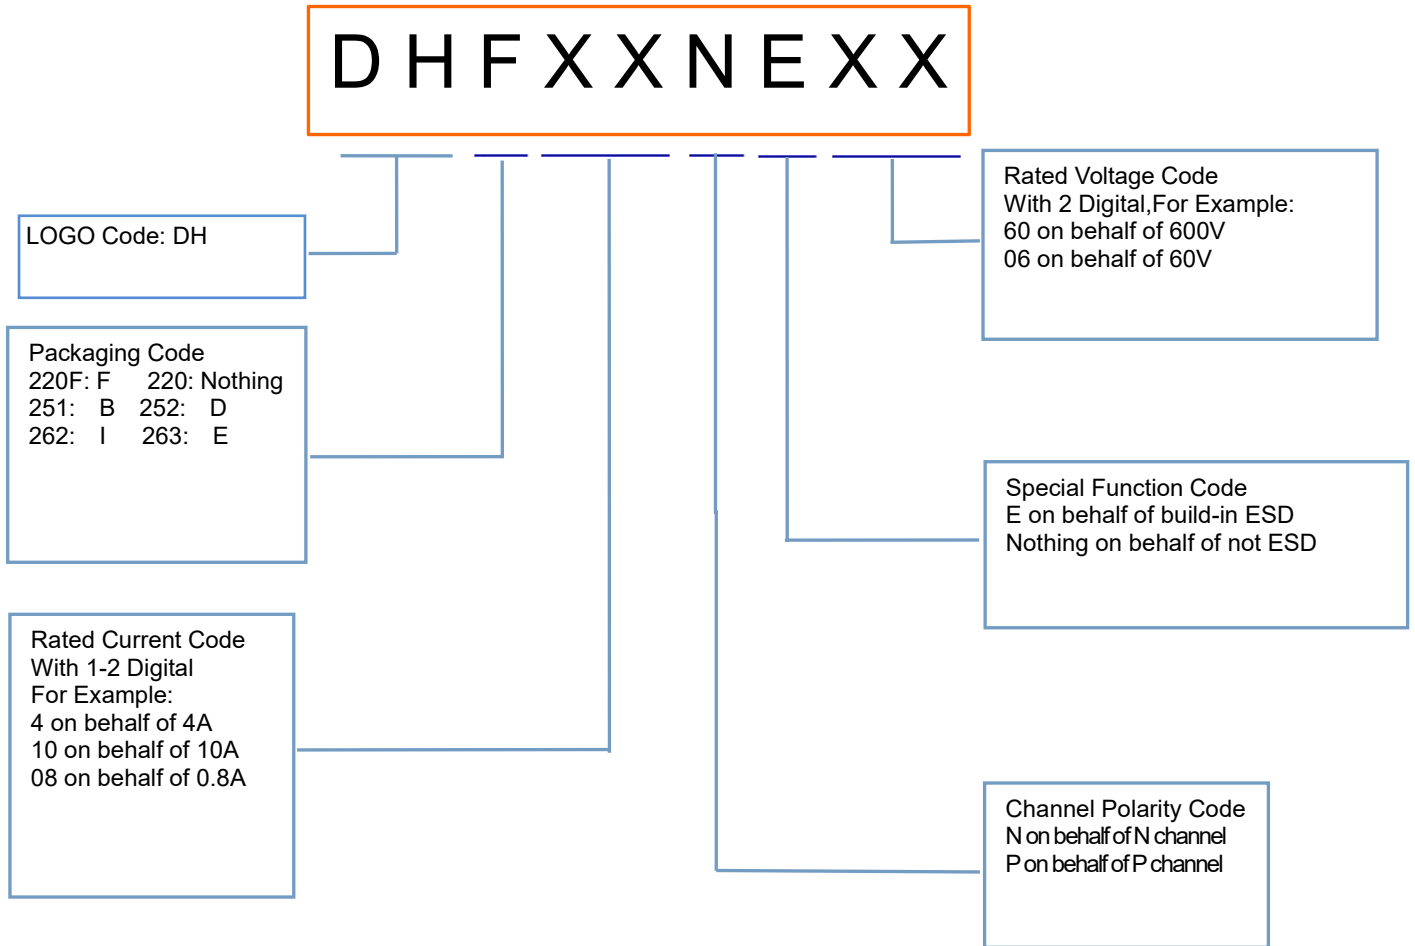 D H F X X N E X X
LOGO Code: DH
Packaging Code
220F: F 220: Nothing
251: B 252: D
262: I 263: E
Rated Current Code
With 1-2 Digital
For Example:
4 on behalf of 4A
10 on behalf of 10A
08 on behalf of 0.8A
Rated Voltage Code
With 2 Digital,For Example:
60 on behalf of 600V
06 on behalf of 60V
Special Function Code
E on behalf of build-in ESD
Nothing on behalf of not ESD
Channel Polarity Code
N on behalf of N channel
P on behalf of P channel